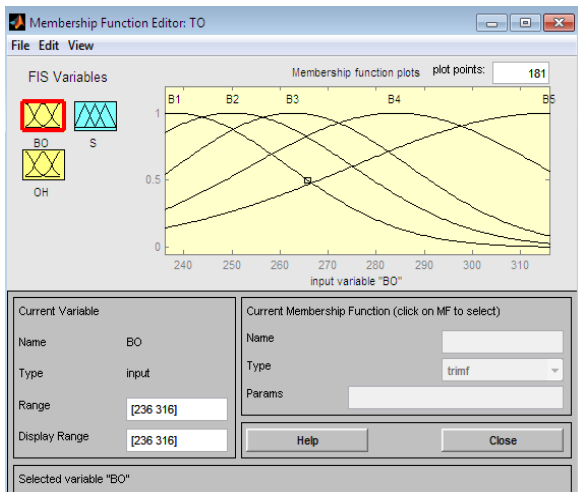 Membership Function Editor: TO
File Edit View
FIS Variables
BO
S
OH
Membership function plots
plot points:
181
B1
B2
B3
B4
B5
1
0.5
0
240 250 260 270 280 290 300 310
input variable "BO"
Current Variable
Name BO
Type input
Range [236 316]
Display Range [236 316]
Current Membership Function (click on MF to select)
Name
Type trimf
Params
Help
Close
Selected variable "BO"